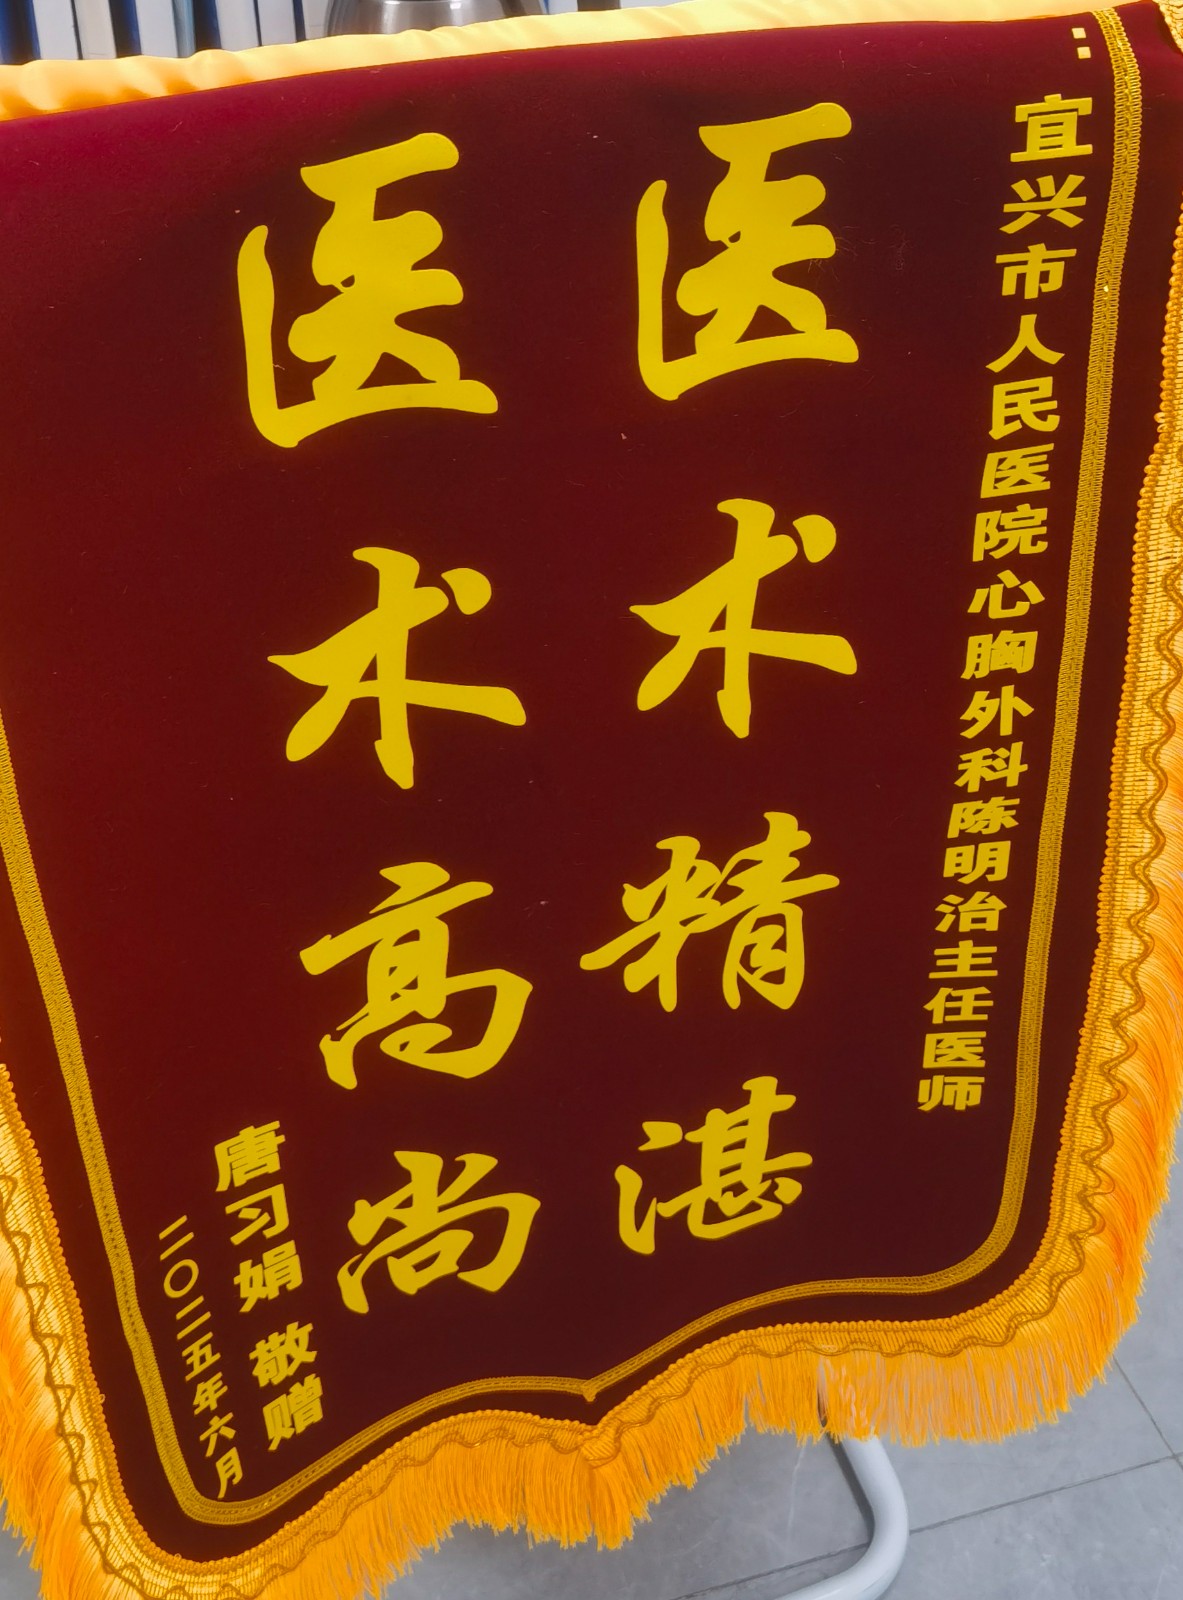 ：宜兴市人民医院心胸外科陈明治主任医师
医术精湛
医术高尚
唐习娟 敬赠
二〇二五年六月